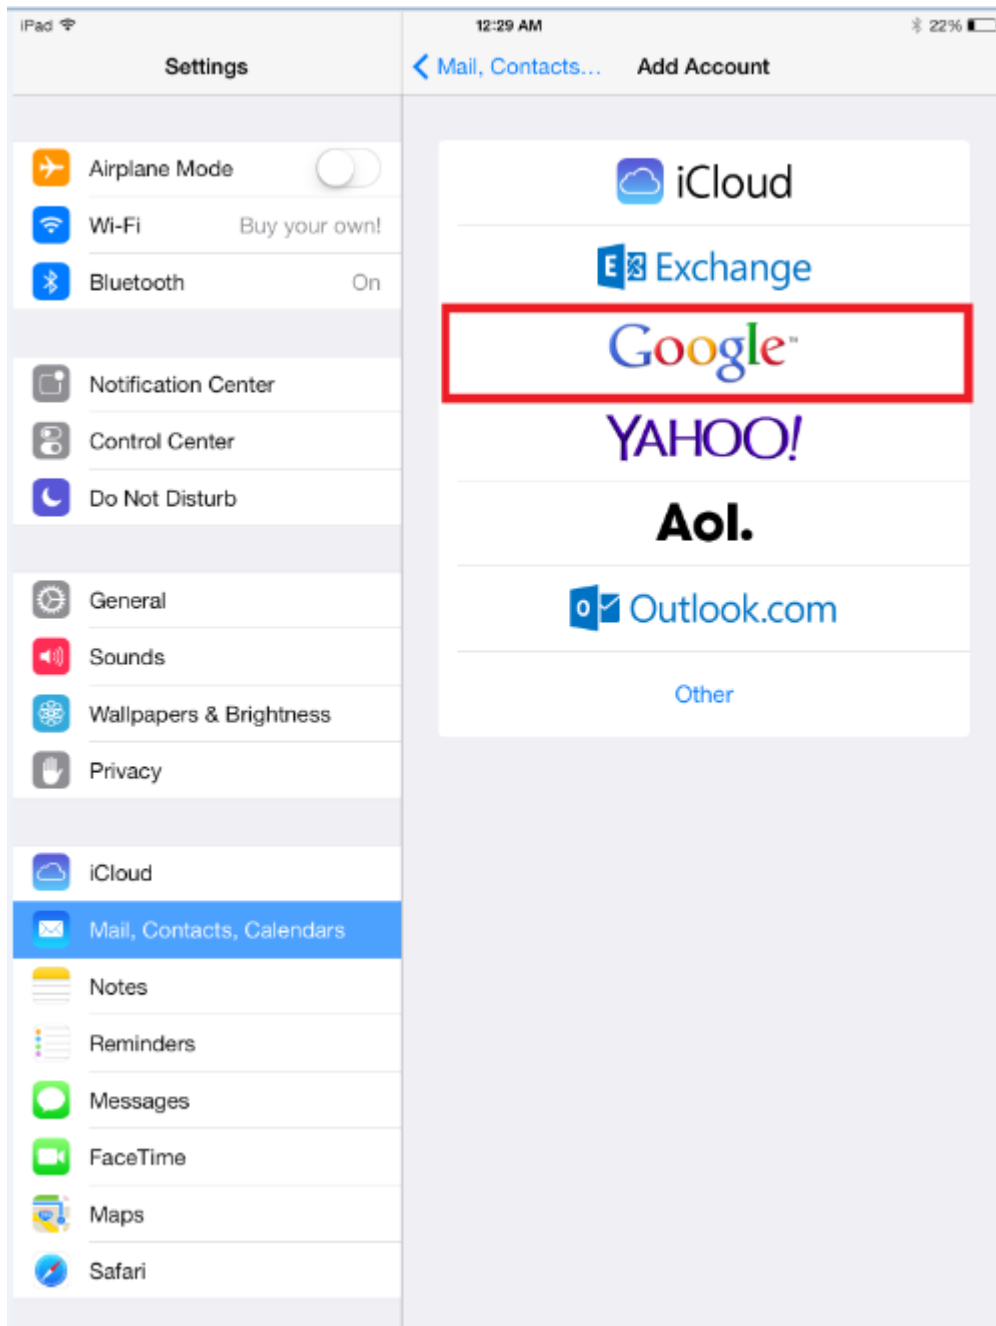 iPad
12:29 AM
22%
Settings
Mail, Contacts...
Add Account
Airplane Mode
Wi-Fi Buy your own!
Bluetooth On
Notification Center
Control Center
Do Not Disturb
General
Sounds
Wallpapers & Brightness
Privacy
iCloud
Mail, Contacts, Calendars
Notes
Reminders
Messages
FaceTime
Maps
Safari
iCloud
E Exchange
Google™
YAHOO!
Aol.
o Outlook.com
Other